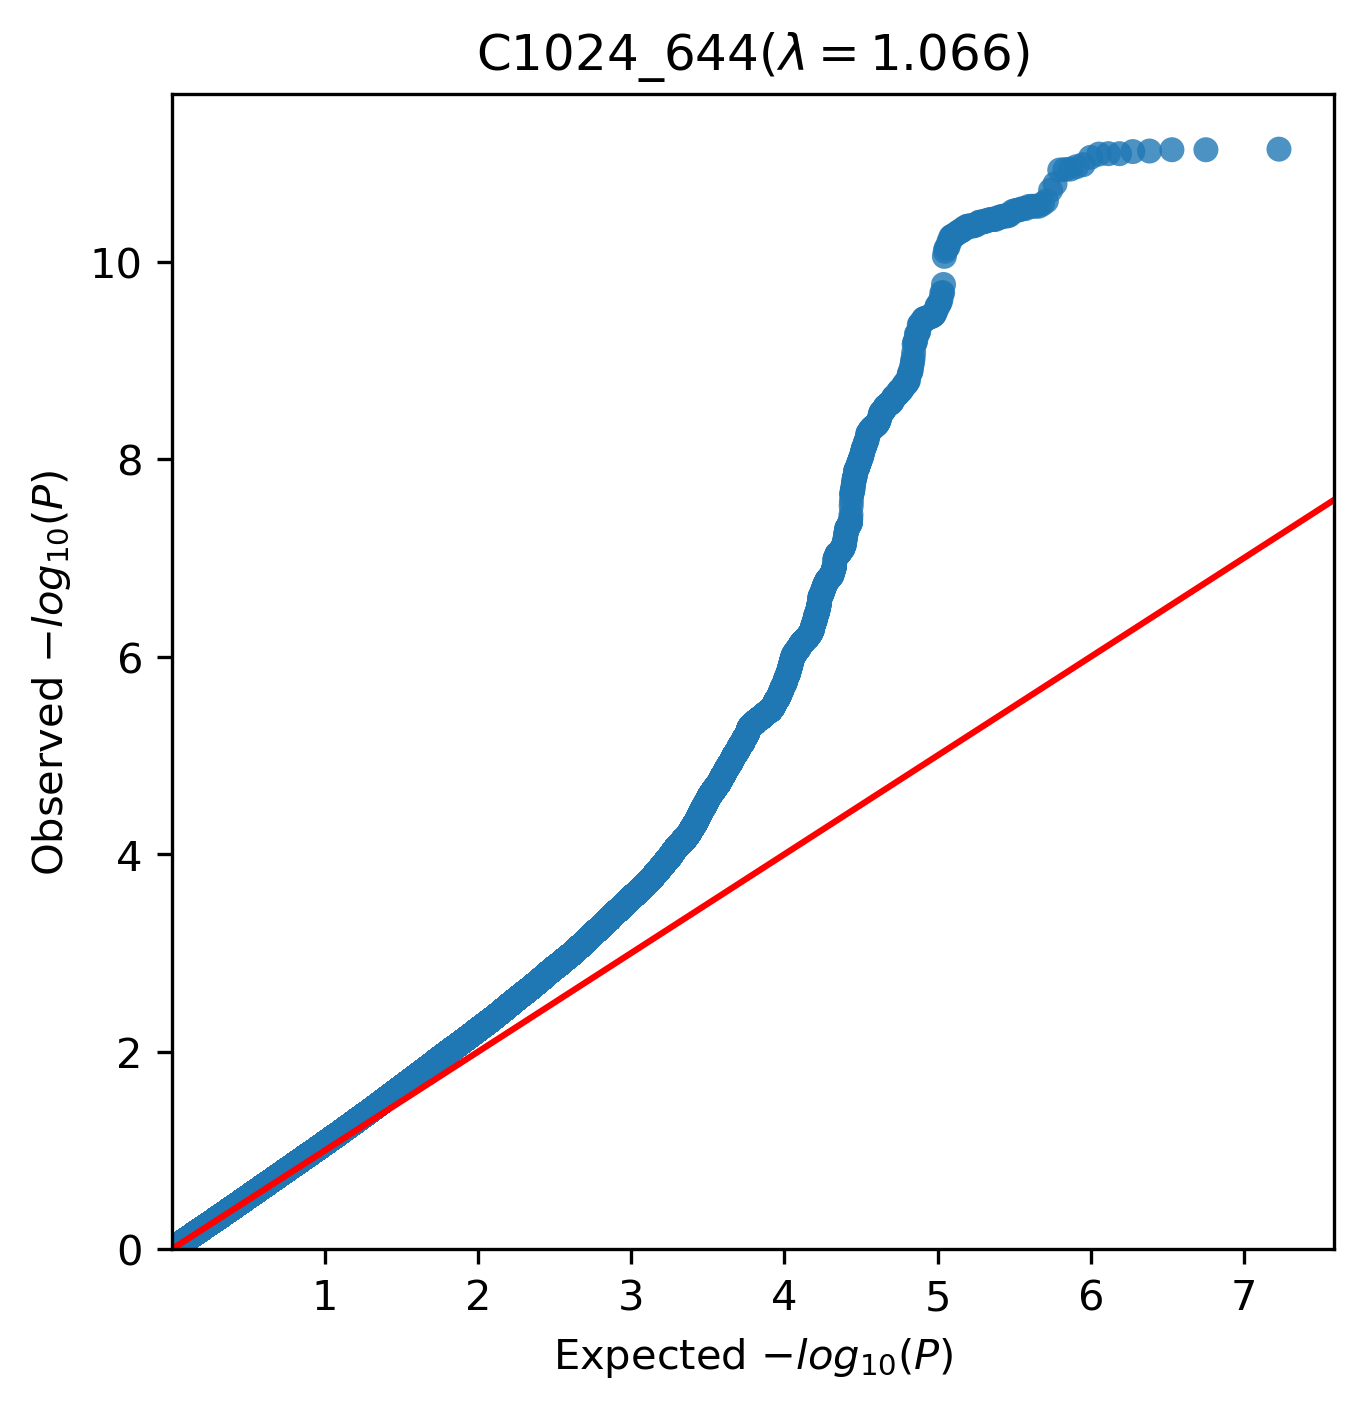 C1024_644(λ = 1.066)
Observed −log₁₀(P)
10
8
6
4
2
0
1 2 3 4 5 6 7
Expected −log₁₀(P)